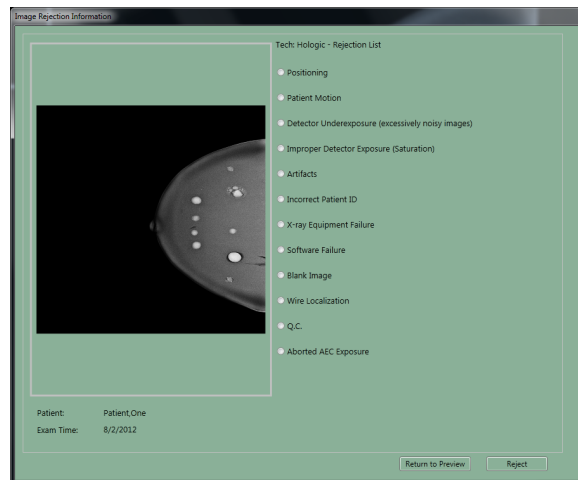 Image Rejection Information
Tech: Hologic - Rejection List
Positioning
Patient Motion
Detector Underexposure (excessively noisy images)
Improper Detector Exposure (Saturation)
Artifacts
Incorrect Patient ID
X-ray Equipment Failure
Software Failure
Blank Image
Wire Localization
Q.C.
Aborted AEC Exposure
Patient: Patient,One
Exam Time: 8/2/2012
Return to Preview Reject